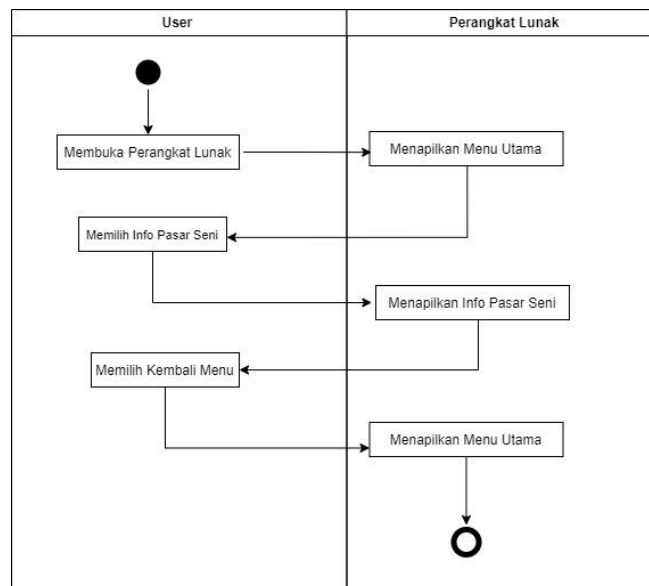 User
Perangkat Lunak
Membuka Perangkat Lunak
Menapilkan Menu Utama
Memilih Info Pasar Seni
Menapilkan Info Pasar Seni
Memilih Kembali Menu
Menapilkan Menu Utama